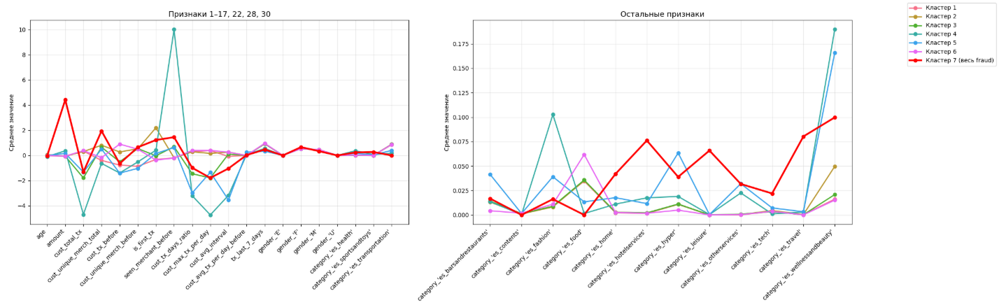 Признаки 1–17, 22, 28, 30
Среднее значение
10
8
6
4
2
0
−2
−4
age
amount
cust_total_tx
cust_unique_merch_total
cust_tx_before
cust_unique_merch_before
is_first_tx
seen_merchant_before
cust_tx_days_ratio
cust_max_tx_per_day
cust_avg_interval
cust_avg_tx_per_day_before
tx_last_7_days
gender_'E'
gender_'F'
gender_'M'
gender_'U'
category_'es_health'
category_'es_sportsandtoys'
category_'es_transportation'
Остальные признаки
Среднее значение
0.175
0.150
0.125
0.100
0.075
0.050
0.025
0.000
category_'es_barsandrestaurants'
category_'es_contents'
category_'es_fashion'
category_'es_food'
category_'es_home'
category_'es_hotelservices'
category_'es_hyper'
category_'es_leisure'
category_'es_otherservices'
category_'es_tech'
category_'es_travel'
category_'es_wellnessandbeauty'
Кластер 1
Кластер 2
Кластер 3
Кластер 4
Кластер 5
Кластер 6
Кластер 7 (весь fraud)